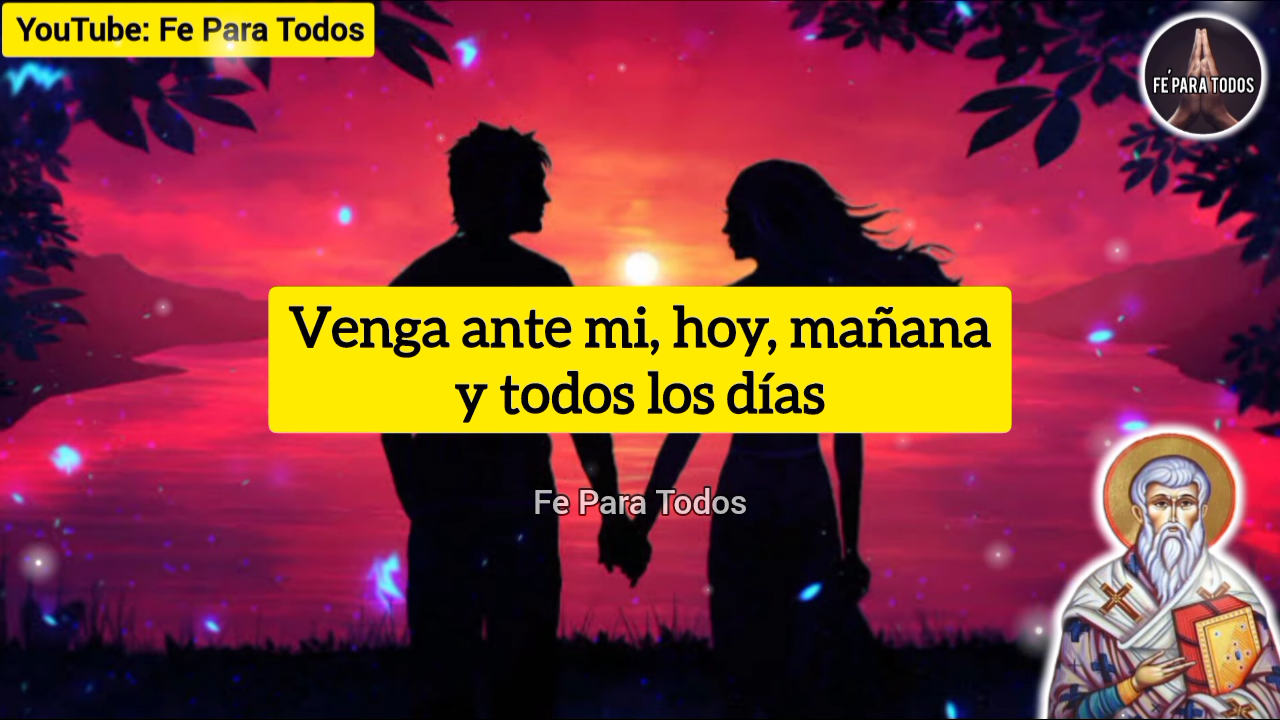 YouTube: Fe Para Todos
FÉ PARA TODOS
Venga ante mi, hoy, mañana
y todos los días
Fe Para Todos